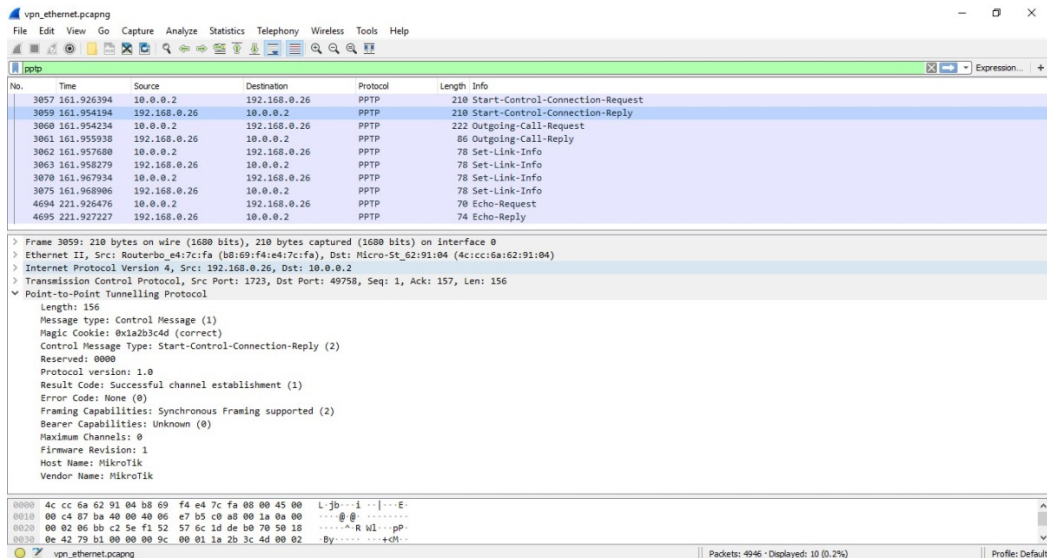 vpn_ethernet.pcapng
File Edit View Go Capture Analyze Statistics Telephony Wireless Tools Help
pptp Expression... +
No. Time Source Destination Protocol Length Info
3057 161.926394 10.0.0.2 192.168.0.26 PPTP 210 Start-Control-Connection-Request
3059 161.954194 192.168.0.26 10.0.0.2 PPTP 210 Start-Control-Connection-Reply
3060 161.954234 10.0.0.2 192.168.0.26 PPTP 222 Outgoing-Call-Request
3061 161.955938 192.168.0.26 10.0.0.2 PPTP 86 Outgoing-Call-Reply
3062 161.957680 10.0.0.2 192.168.0.26 PPTP 78 Set-Link-Info
3063 161.958279 192.168.0.26 10.0.0.2 PPTP 78 Set-Link-Info
3070 161.967934 10.0.0.2 192.168.0.26 PPTP 78 Set-Link-Info
3075 161.968906 192.168.0.26 10.0.0.2 PPTP 78 Set-Link-Info
4694 221.926476 10.0.0.2 192.168.0.26 PPTP 70 Echo-Request
4695 221.927227 192.168.0.26 10.0.0.2 PPTP 74 Echo-Reply
> Frame 3059: 210 bytes on wire (1680 bits), 210 bytes captured (1680 bits) on interface 0
> Ethernet II, Src: Routerbo_e4:7c:fa (b8:69:f4:e4:7c:fa), Dst: Micro-St_62:91:04 (4c:cc:6a:62:91:04)
> Internet Protocol Version 4, Src: 192.168.0.26, Dst: 10.0.0.2
> Transmission Control Protocol, Src Port: 1723, Dst Port: 49758, Seq: 1, Ack: 157, Len: 156
Point-to-Point Tunnelling Protocol
Length: 156
Message type: Control Message (1)
Magic Cookie: 0x1a2b3c4d (correct)
Control Message Type: Start-Control-Connection-Reply (2)
Reserved: 0000
Protocol version: 1.0
Result Code: Successful channel establishment (1)
Error Code: None (0)
Framing Capabilities: Synchronous Framing supported (2)
Bearer Capabilities: Unknown (0)
Maximum Channels: 0
Firmware Revision: 1
Host Name: MikroTik
Vendor Name: MikroTik
0000 4c cc 6a 62 91 04 b8 69 f4 e4 7c fa 08 00 45 00 L·jb···i ··|···E·
0010 00 c4 87 ba 40 00 40 06 e7 b5 c0 a8 00 1a 0a 00 ····@·@· ········
0020 00 02 06 bb c2 5e f1 52 57 6c 1d de b0 70 50 18 ·····^·R Wl···pP·
0030 0e 42 79 b1 00 00 00 9c 00 01 1a 2b 3c 4d 00 02 ·By····· ···+<M··
vpn_ethernet.pcapng Packets: 4946 · Displayed: 10 (0.2%) Profile: Default